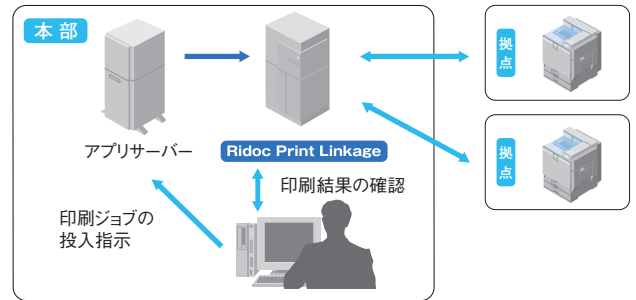 本部
拠点
アプリサーバー
Ridoc Print Linkage
拠点
印刷結果の確認
印刷ジョブの
投入指示